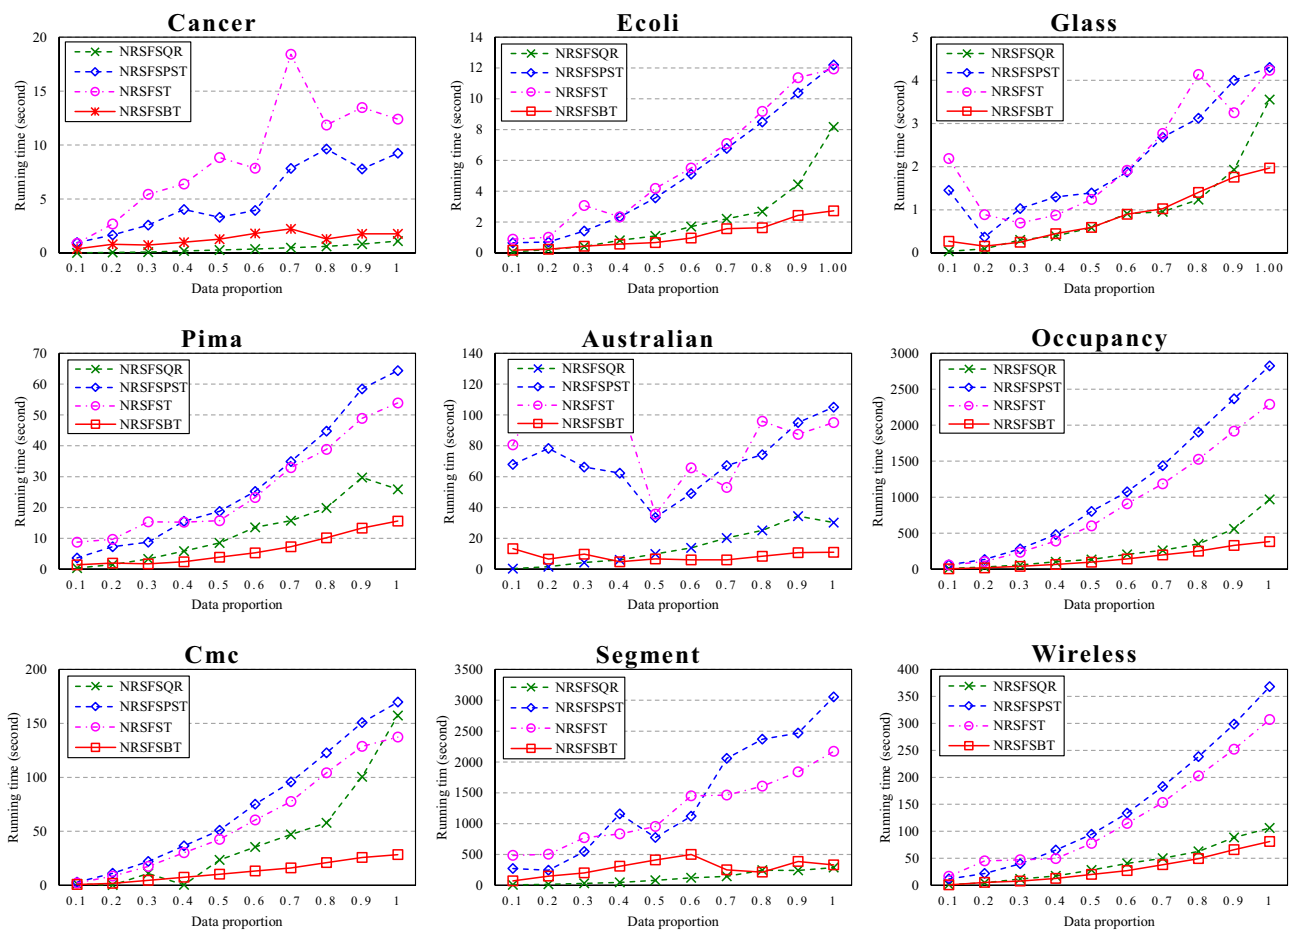 Cancer
Running time (second)
20
15
10
5
0
NRSFSQR
NRSFSPST
NRSFST
NRSFSBT
0.1 0.2 0.3 0.4 0.5 0.6 0.7 0.8 0.9 1
Data proportion
Ecoli
Running time (second)
14
12
10
8
6
4
2
0
NRSFSQR
NRSFSPST
NRSFST
NRSFSBT
0.1 0.2 0.3 0.4 0.5 0.6 0.7 0.8 0.9 1.00
Data proportion
Glass
Running time (second)
5
4
3
2
1
0
NRSFSQR
NRSFSPST
NRSFST
NRSFSBT
0.1 0.2 0.3 0.4 0.5 0.6 0.7 0.8 0.9 1.00
Data proportion
Pima
Running time (second)
70
60
50
40
30
20
10
0
NRSFSQR
NRSFSPST
NRSFST
NRSFSBT
0.1 0.2 0.3 0.4 0.5 0.6 0.7 0.8 0.9 1
Data proportion
Australian
Running tim (second)
140
120
100
80
60
40
20
0
NRSFSQR
NRSFSPST
NRSFST
NRSFSBT
0.1 0.2 0.3 0.4 0.5 0.6 0.7 0.8 0.9 1
Data proportion
Occupancy
Running time (second)
3000
2500
2000
1500
1000
500
0
NRSFSQR
NRSFSPST
NRSFST
NRSFSBT
0.1 0.2 0.3 0.4 0.5 0.6 0.7 0.8 0.9 1
Data proportion
Cmc
Running time (second)
200
150
100
50
0
NRSFSQR
NRSFSPST
NRSFST
NRSFSBT
0.1 0.2 0.3 0.4 0.5 0.6 0.7 0.8 0.9 1
Data proportion
Segment
Running tim (second)
3500
3000
2500
2000
1500
1000
500
0
NRSFSQR
NRSFSPST
NRSFST
NRSFSBT
0.1 0.2 0.3 0.4 0.5 0.6 0.7 0.8 0.9 1
Data proportion
Wireless
Running time (second)
400
350
300
250
200
150
100
50
0
NRSFSQR
NRSFSPST
NRSFST
NRSFSBT
0.1 0.2 0.3 0.4 0.5 0.6 0.7 0.8 0.9 1
Data proportion